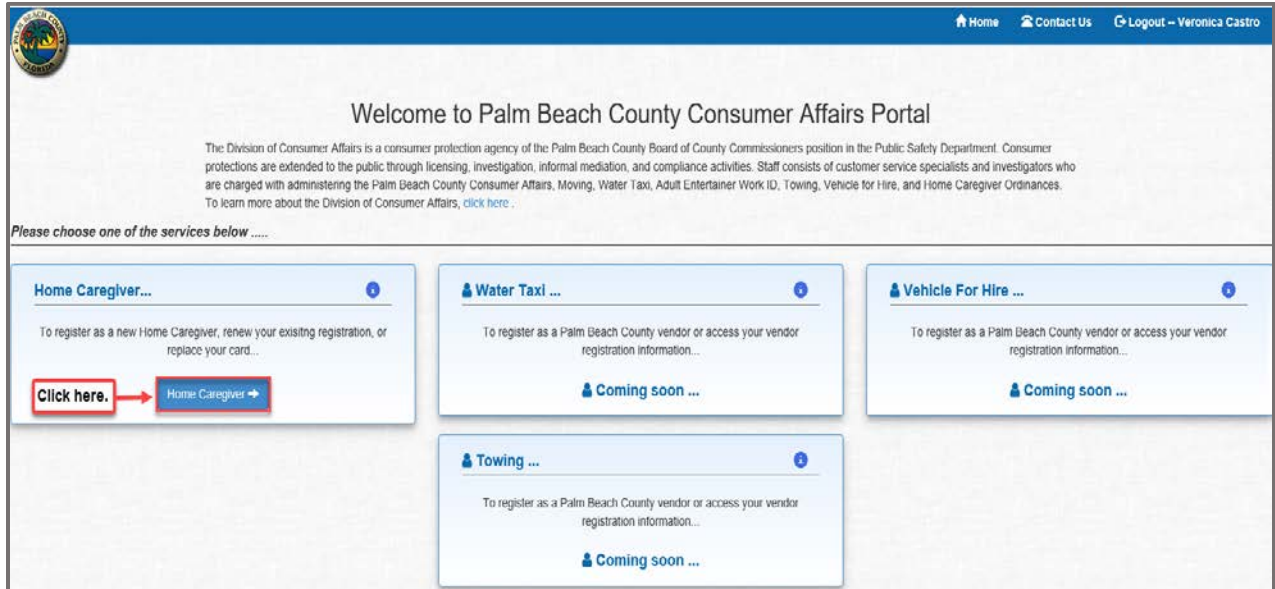 PALM BEACH COUNTY
FLORIDA
Home Contact Us Logout – Veronica Castro
Welcome to Palm Beach County Consumer Affairs Portal
The Division of Consumer Affairs is a consumer protection agency of the Palm Beach County Board of County Commissioners position in the Public Safety Department. Consumer
protections are extended to the public through licensing, investigation, informal mediation, and compliance activities. Staff consists of customer service specialists and investigators who
are charged with administering the Palm Beach County Consumer Affairs, Moving, Water Taxi, Adult Entertainer Work ID, Towing, Vehicle for Hire, and Home Caregiver Ordinances.
To learn more about the Division of Consumer Affairs, click here .
Please choose one of the services below .....
Home Caregiver...
To register as a new Home Caregiver, renew your exisitng registration, or
replace your card...
Click here.
Home Caregiver
Water Taxi ...
To register as a Palm Beach County vendor or access your vendor
registration information...
Coming soon ...
Vehicle For Hire ...
To register as a Palm Beach County vendor or access your vendor
registration information...
Coming soon ...
Towing ...
To register as a Palm Beach County vendor or access your vendor
registration information...
Coming soon ...